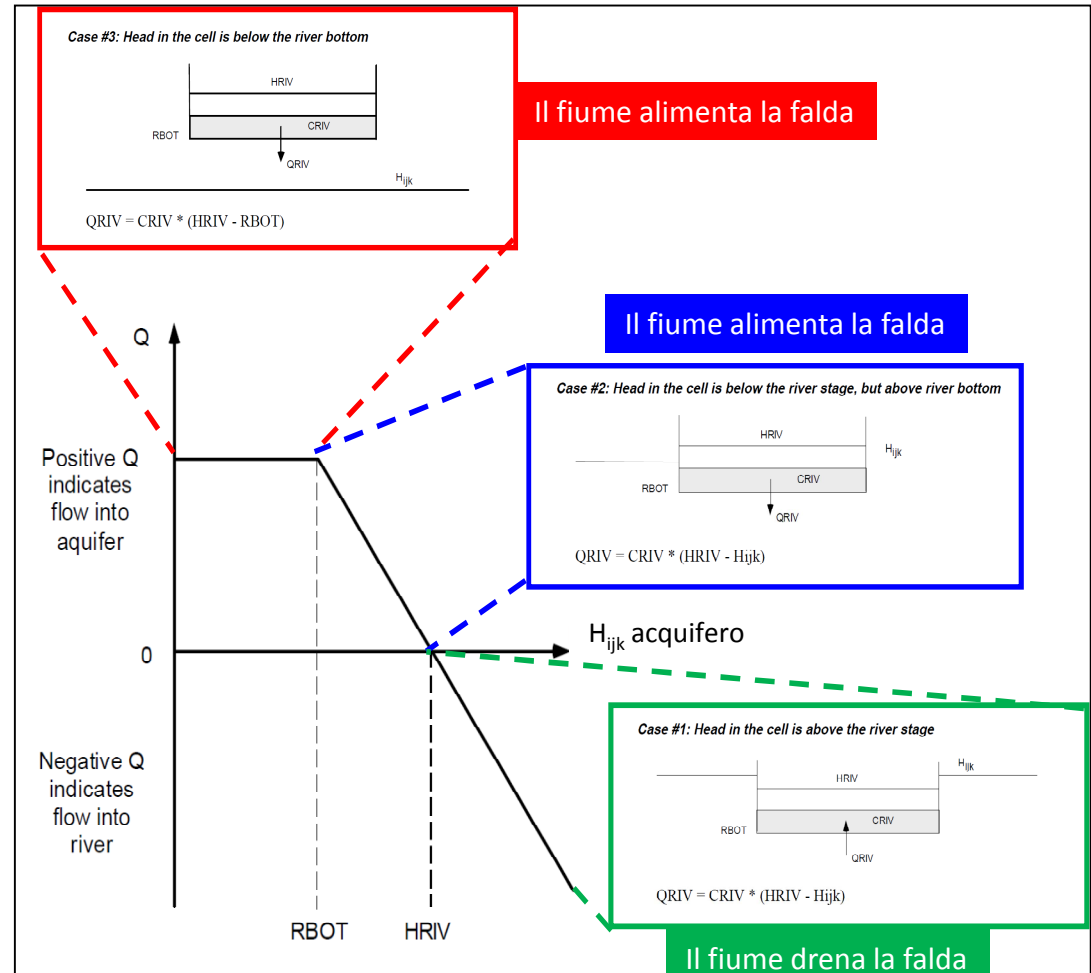 Case #3: Head in the cell is below the river bottom
HRIV
CRIV
RBOT
QRIV
Hijk
QRIV = CRIV * (HRIV - RBOT)
Il fiume alimenta la falda
Il fiume alimenta la falda
Case #2: Head in the cell is below the river stage, but above river bottom
HRIV
Hijk
CRIV
RBOT
QRIV
QRIV = CRIV * (HRIV - Hijk)
Q
Positive Q
indicates
flow into
aquifer
0
Hijk acquifero
Negative Q
indicates
flow into
river
RBOT
HRIV
Case #1: Head in the cell is above the river stage
Hijk
HRIV
CRIV
RBOT
QRIV
QRIV = CRIV * (HRIV - Hijk)
Il fiume drena la falda